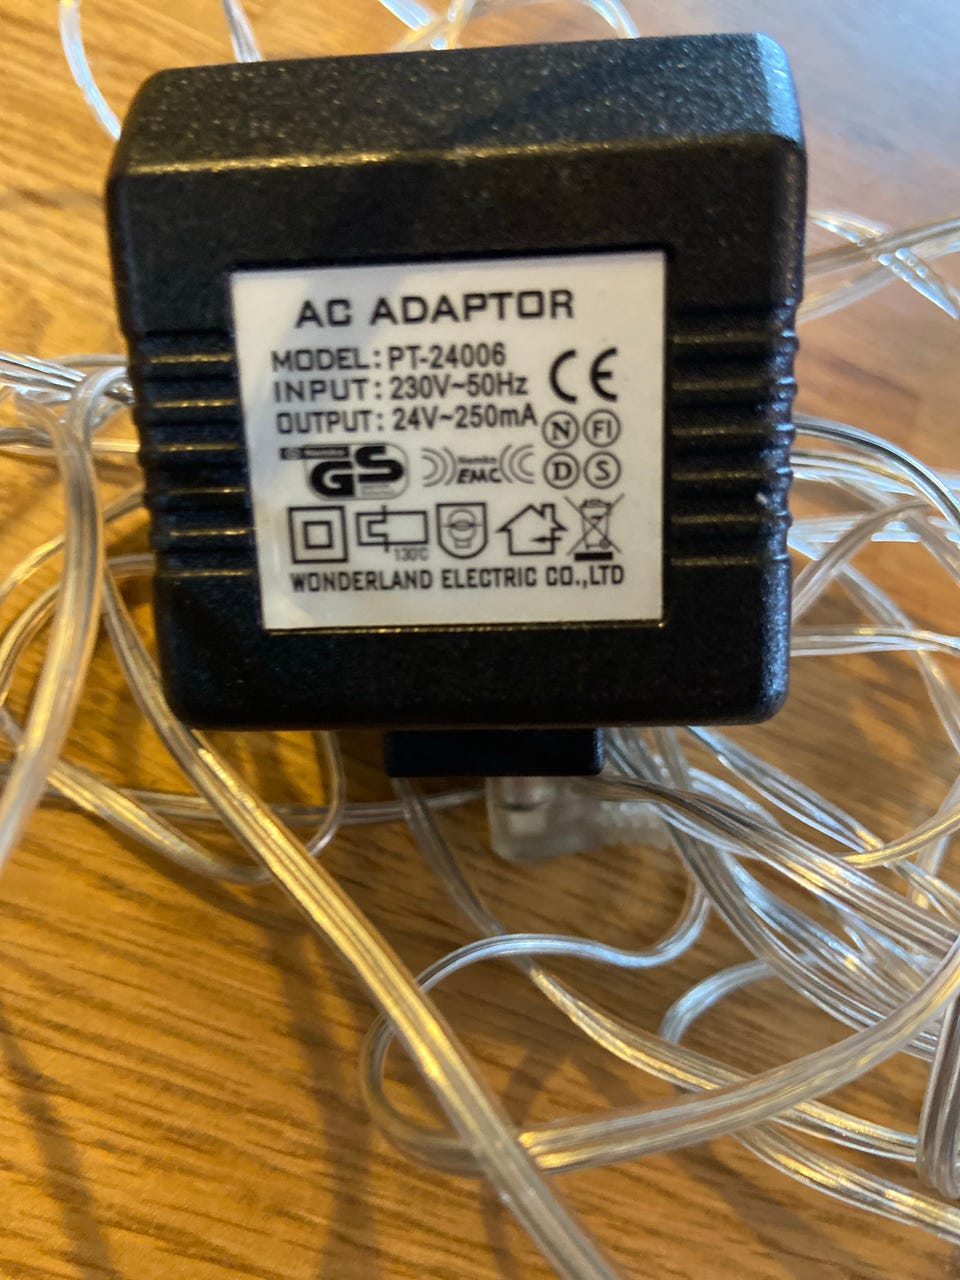 AC ADAPTOR
MODEL: PT-24006
INPUT: 230V~50Hz
OUTPUT: 24V~250mA
CE
N FI
D S
GS
EMC
130°C
WONDERLAND ELECTRIC CO.,LTD